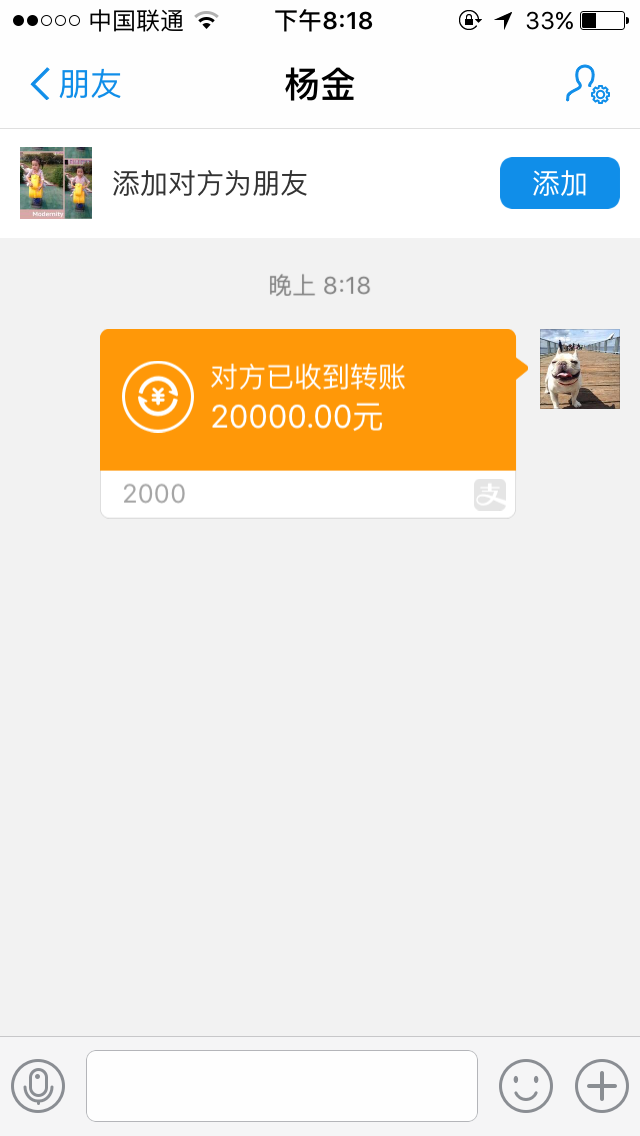 中国联通 下午8:18 33%
朋友 杨金
Modernity
添加对方为朋友 添加
晚上 8:18
对方已收到转账
¥
20000.00元
2000 支